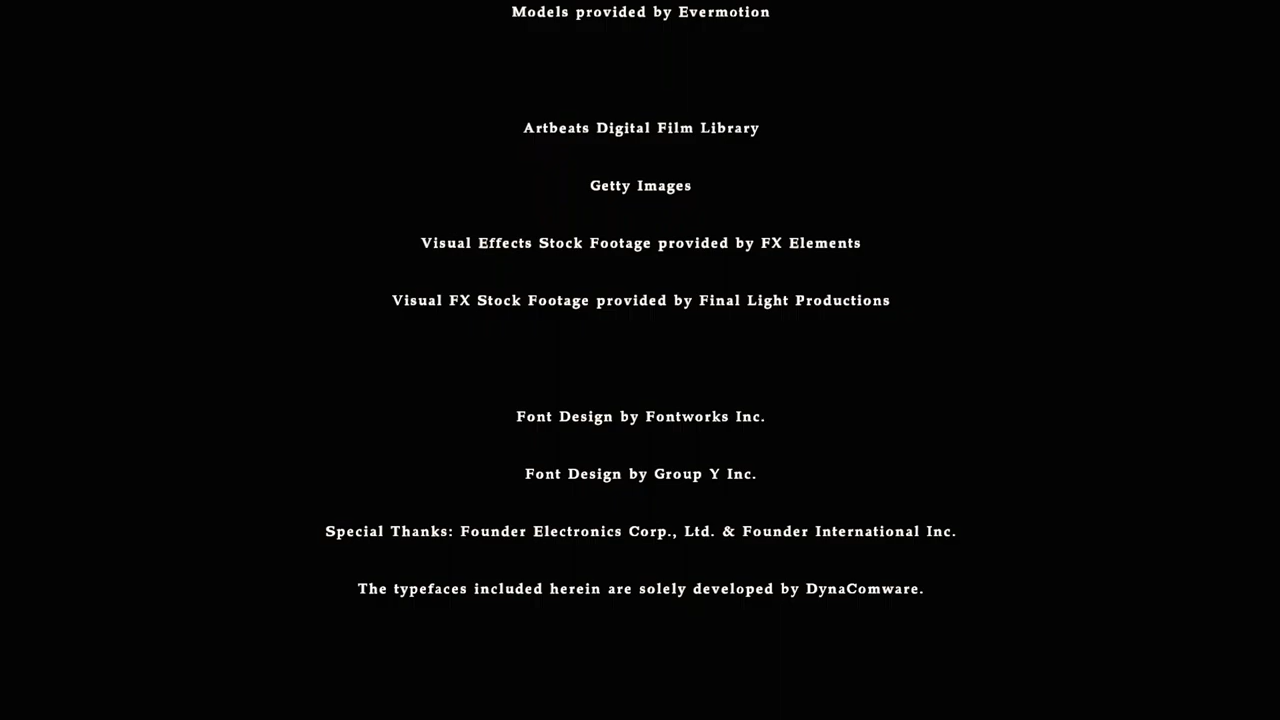 Models provided by Evermotion
Artbeats Digital Film Library
Getty Images
Visual Effects Stock Footage provided by FX Elements
Visual FX Stock Footage provided by Final Light Productions
Font Design by Fontworks Inc.
Font Design by Group Y Inc.
Special Thanks: Founder Electronics Corp., Ltd. & Founder International Inc.
The typefaces included herein are solely developed by DynaComware.